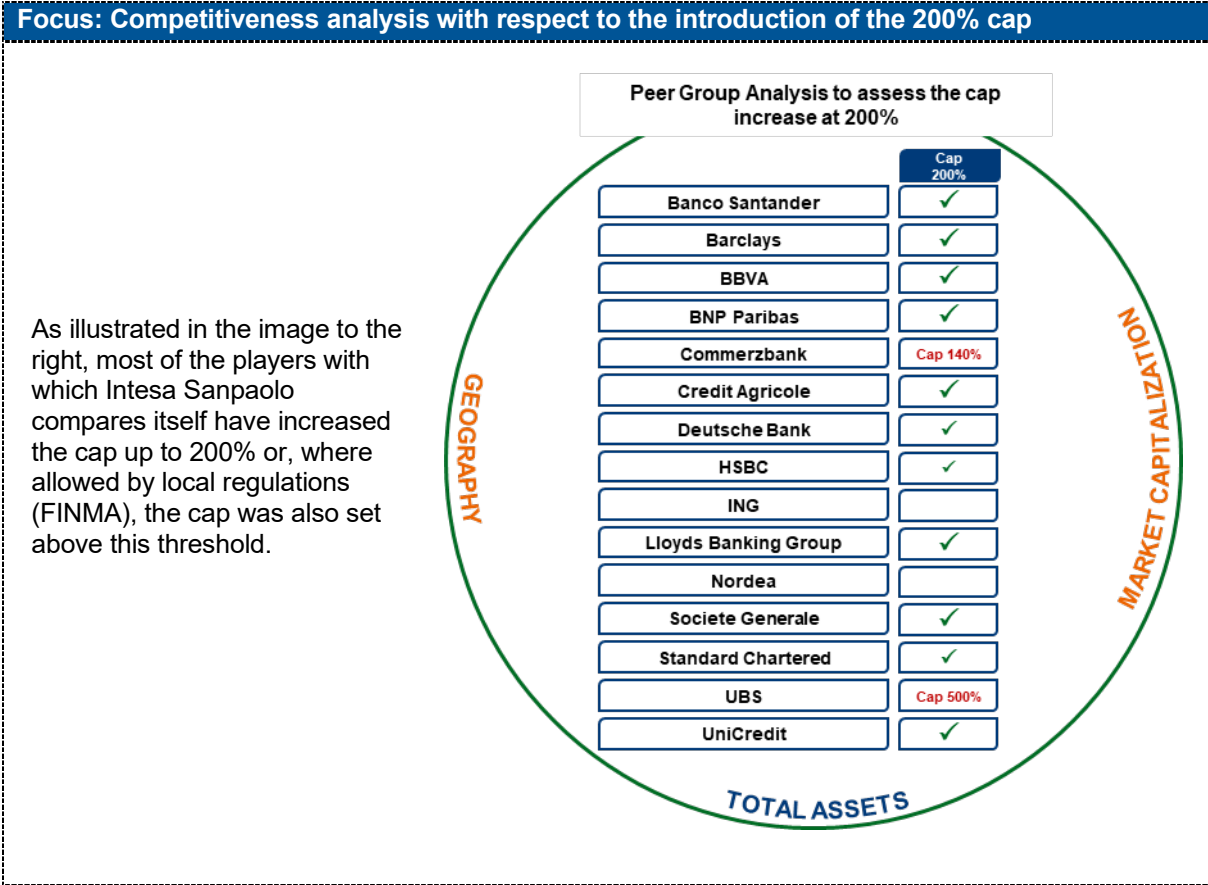 Focus: Competitiveness analysis with respect to the introduction of the 200% cap
As illustrated in the image to the
right, most of the players with
which Intesa Sanpaolo
compares itself have increased
the cap up to 200% or, where
allowed by local regulations
(FINMA), the cap was also set
above this threshold.
Peer Group Analysis to assess the cap
increase at 200%
Cap
200%
Banco Santander ✓
Barclays ✓
BBVA ✓
BNP Paribas ✓
Commerzbank Cap 140%
Credit Agricole ✓
Deutsche Bank ✓
HSBC ✓
ING
Lloyds Banking Group ✓
Nordea
Societe Generale ✓
Standard Chartered ✓
UBS Cap 500%
UniCredit ✓
GEOGRAPHY
MARKET CAPITALIZATION
TOTAL ASSETS